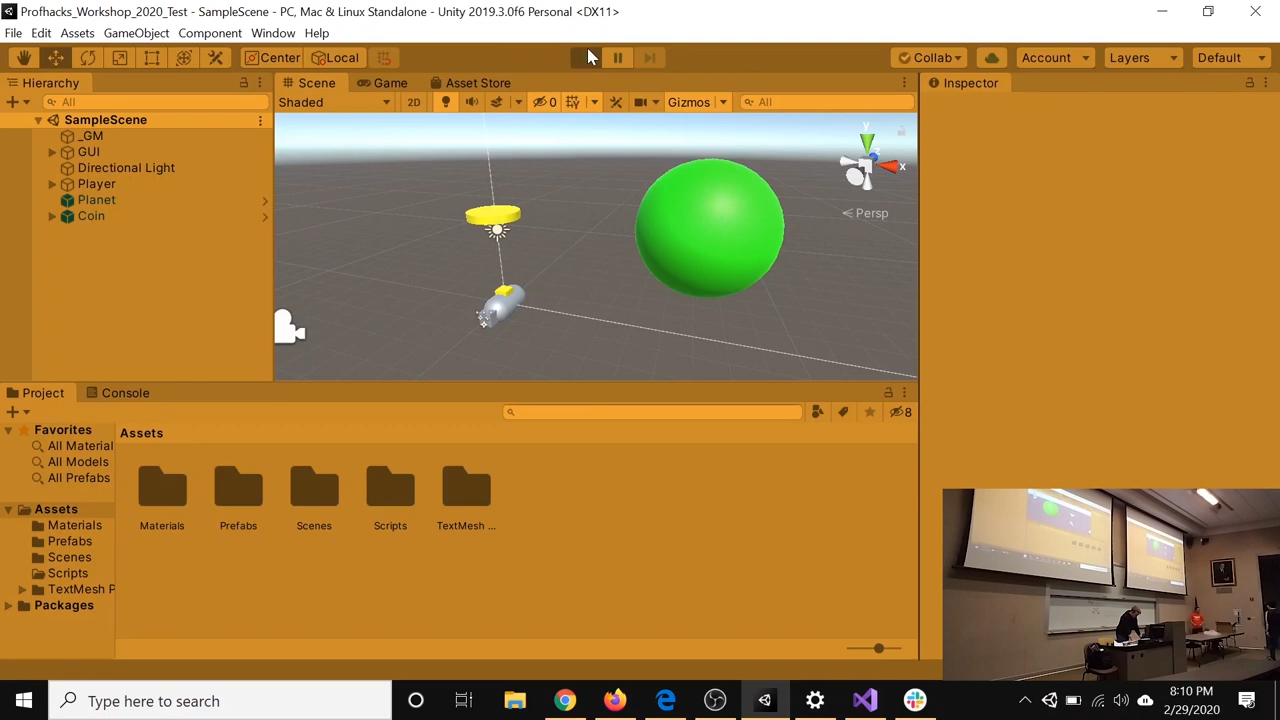 Profhacks_Workshop_2020_Test - SampleScene - PC, Mac & Linux Standalone - Unity 2019.3.0f6 Personal <DX11>
File Edit Assets GameObject Component Window Help
Center Local Collab Account Layers Default
Hierarchy
All
SampleScene
_GM
GUI
Directional Light
Player
Planet
Coin
Scene Game Asset Store
Shaded 2D 0 Gizmos All
y
x
Persp
Inspector
Project Console
8
Favorites
All Material
All Models
All Prefabs
Assets
Materials
Prefabs
Scenes
Scripts
TextMesh P
Packages
Assets
Materials Prefabs Scenes Scripts TextMesh ...
Type here to search
8:10 PM
2/29/2020